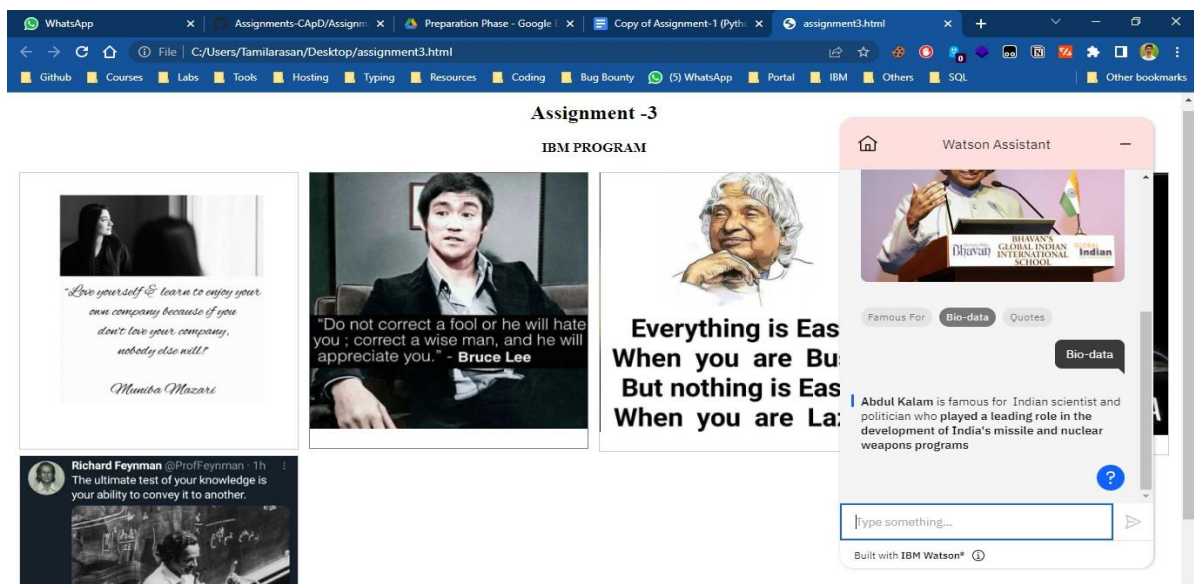 WhatsApp
Assignments-CApD/Assignm
Preparation Phase - Google
Copy of Assignment-1 (Pyth
assignment3.html
File | C:/Users/Tamilarasan/Desktop/assignment3.html
Github Courses Labs Tools Hosting Typing Resources Coding Bug Bounty (5) WhatsApp Portal IBM Others SQL Other bookmarks
Assignment -3
IBM PROGRAM
"Love yourself & learn to enjoy your
own company because if you
don't love your company,
nobody else will!"
Muniba Mazari
"Do not correct a fool or he will hate
you ; correct a wise man, and he will
appreciate you." - Bruce Lee
Everything is Eas
When you are Bu
But nothing is Eas
When you are La
Richard Feynman @ProfFeynman · 1h
The ultimate test of your knowledge is
your ability to convey it to another.
Watson Assistant
Bhavan
BHAVAN'S
GLOBAL INDIAN
INTERNATIONAL
SCHOOL
GLOBAL
Indian
Famous For Bio-data Quotes
Bio-data
Abdul Kalam is famous for Indian scientist and
politician who played a leading role in the
development of India's missile and nuclear
weapons programs
?
Type something...
Built with IBM Watson®